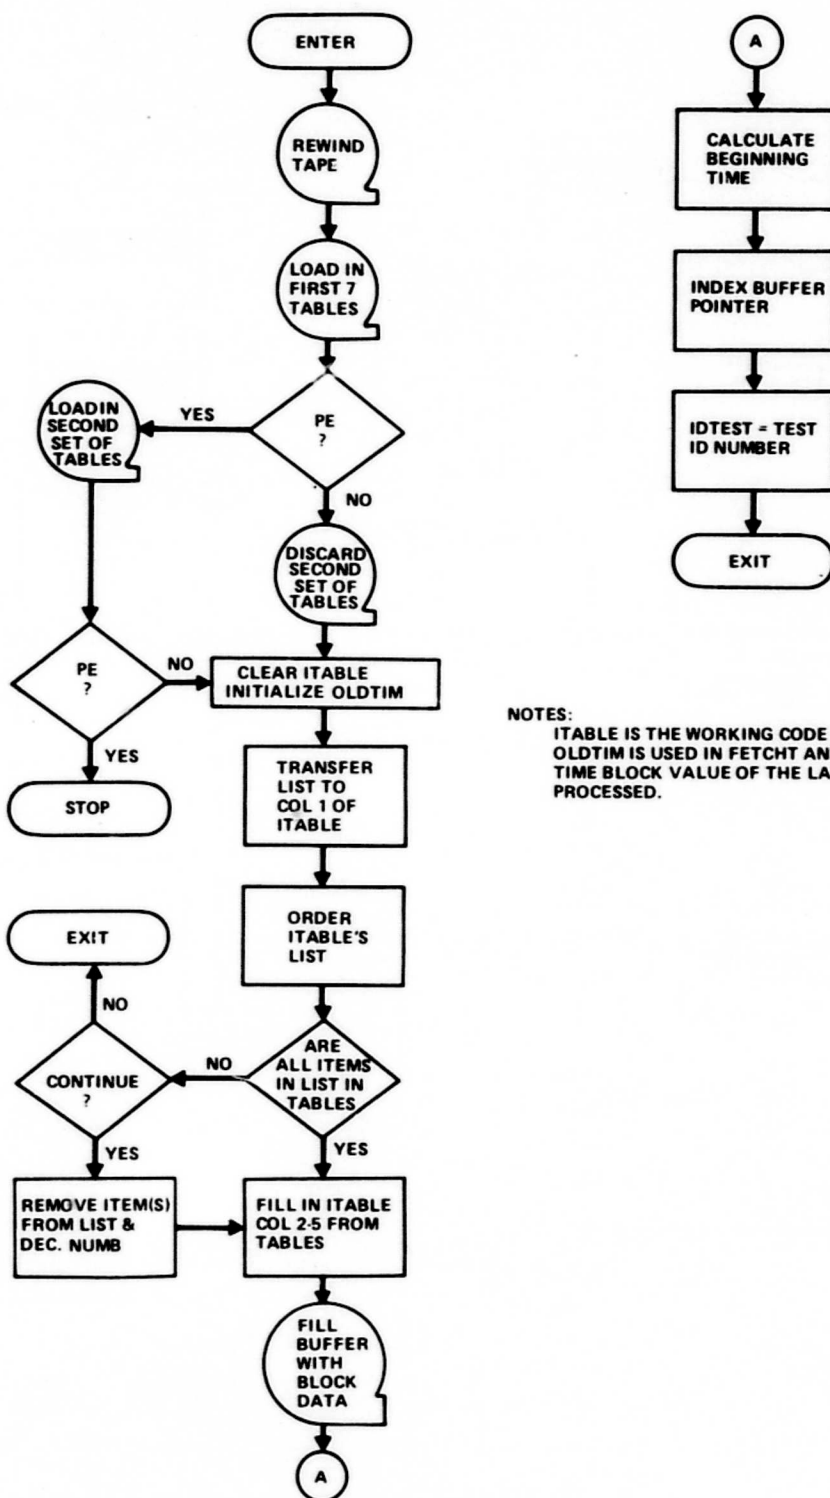 ENTER
REWIND
TAPE
LOAD IN
FIRST 7
TABLES
PE
?
YES
NO
LOADIN
SECOND
SET OF
TABLES
DISCARD
SECOND
SET OF
TABLES
PE
?
NO
YES
STOP
CLEAR ITABLE
INITIALIZE OLDTIM
TRANSFER
LIST TO
COL 1 OF
ITABLE
ORDER
ITABLE'S
LIST
ARE
ALL ITEMS
IN LIST IN
TABLES
NO
YES
CONTINUE
?
NO
EXIT
YES
REMOVE ITEM(S)
FROM LIST &
DEC. NUMB
FILL IN ITABLE
COL 2-5 FROM
TABLES
FILL
BUFFER
WITH
BLOCK
DATA
A
A
CALCULATE
BEGINNING
TIME
INDEX BUFFER
POINTER
IDTEST = TEST
ID NUMBER
EXIT
NOTES:
ITABLE IS THE WORKING CODE
OLDTIM IS USED IN FETCHT AN
TIME BLOCK VALUE OF THE LA
PROCESSED.